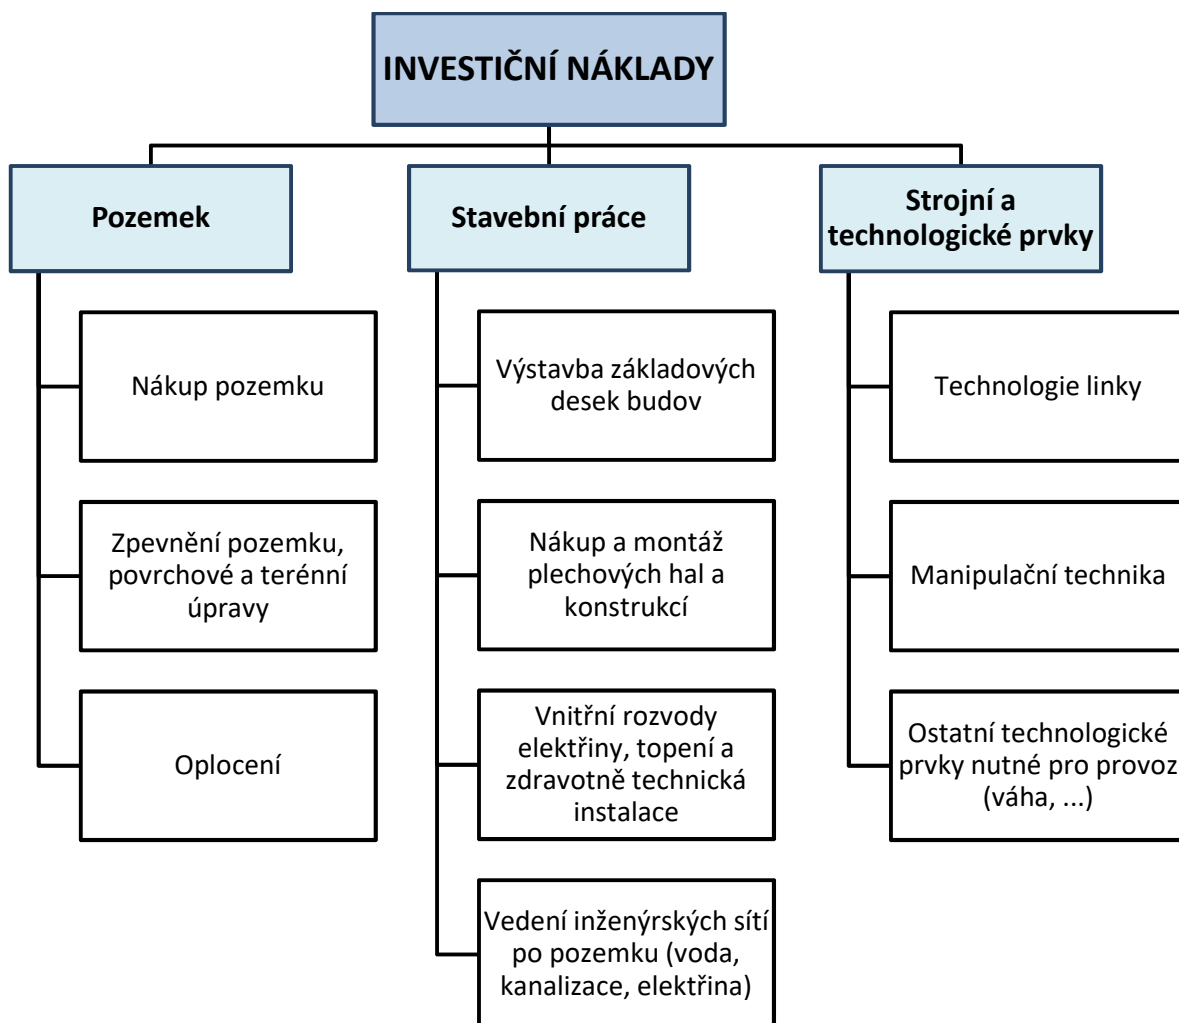 INVESTIČNÍ NÁKLADY
Pozemek
Nákup pozemku
Zpevnění pozemku,
povrchové a terénní
úpravy
Oplocení
Stavební práce
Výstavba základových
desek budov
Nákup a montáž
plechových hal a
konstrukcí
Vnitřní rozvody
elektřiny, topení a
zdravotně technická
instalace
Vedení inženýrských sítí
po pozemku (voda,
kanalizace, elektřina)
Strojní a
technologické prvky
Technologie linky
Manipulační technika
Ostatní technologické
prvky nutné pro provoz
(váha, ...)